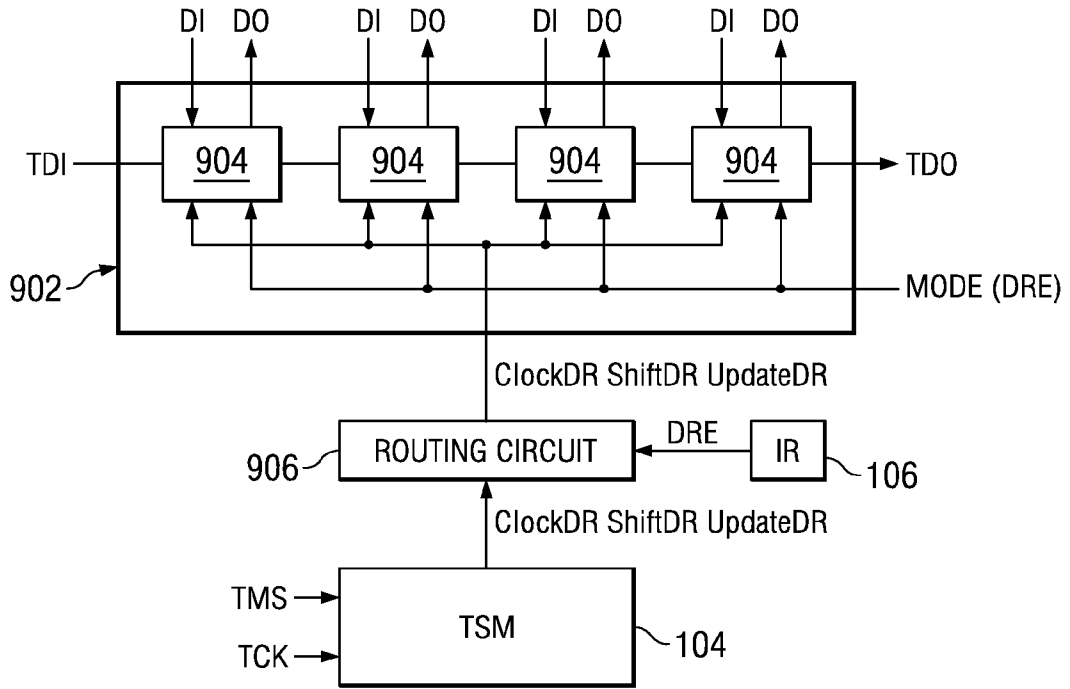 DI DO DI DO DI DO DI DO
TDI 904 904 904 904 TDO
902 MODE (DRE)
ClockDR ShiftDR UpdateDR
906 ROUTING CIRCUIT DRE IR 106
ClockDR ShiftDR UpdateDR
TMS
TSM 104
TCK